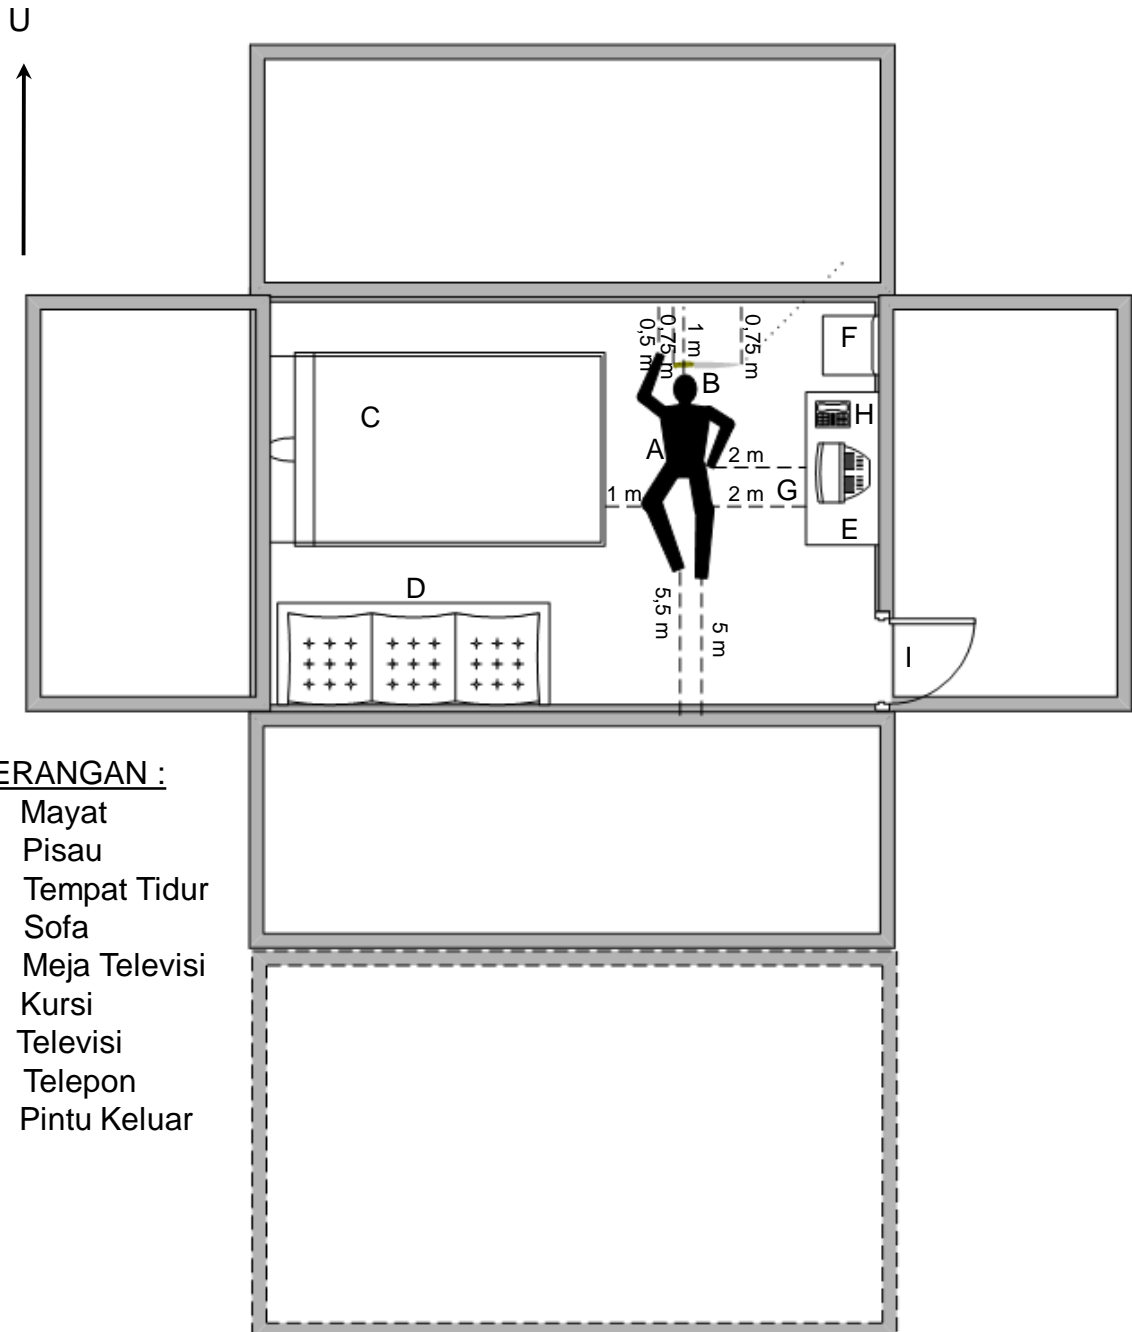 U
0,5 m
0,75 m
1 m
0,75 m
F
B
H
C
A
2 m
1 m
2 m
G
E
D
5,5 m
5 m
I
ERANGAN :
Mayat
Pisau
Tempat Tidur
Sofa
Meja Televisi
Kursi
Televisi
Telepon
Pintu Keluar